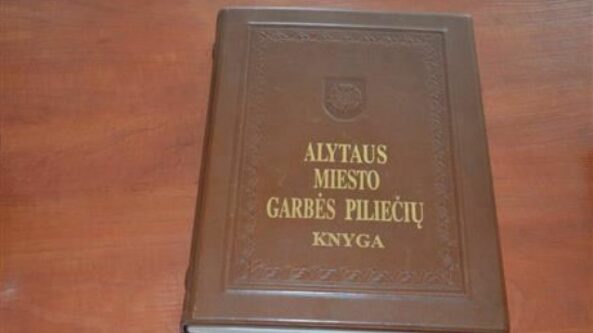 ALYTAUS
MIESTO
GARBĖS PILIEČIŲ
KNYGA